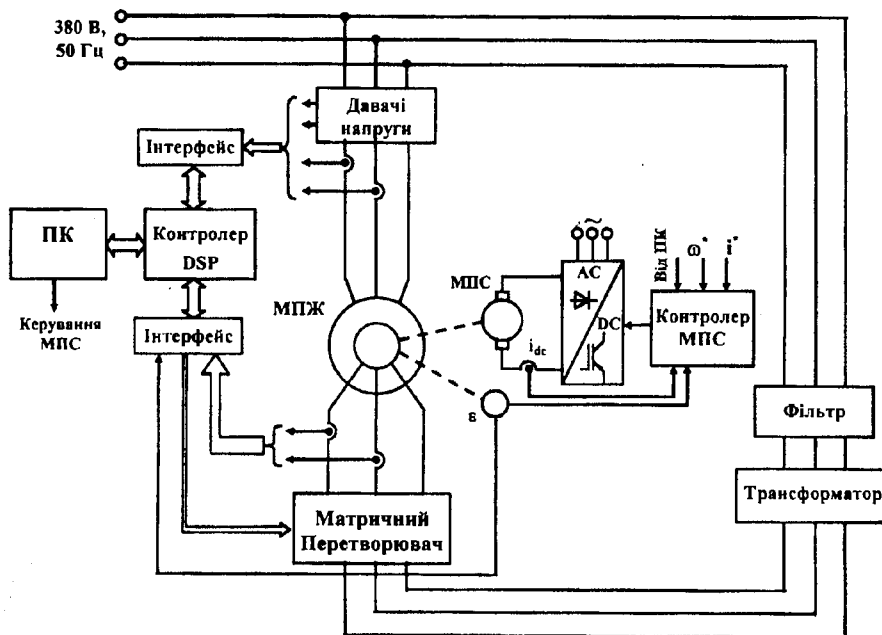 380 В,
50 Гц
Давачі
напруги
Інтерфейс
ПК
Контролер
DSP
Керування
МПС
Інтерфейс
МПЖ
МПС
~
AC
DC
i dc
Від ПК
ω*
i*
Контролер
МПС
в
Фільтр
Трансформатор
Матричний
Перетворювач